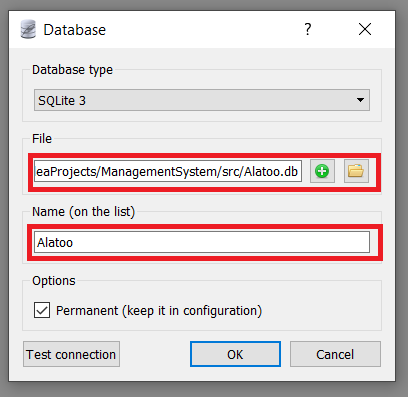 Database
?
Database type
SQLite 3
File
eaProjects/ManagementSystem/src/Alatoo.db
Name (on the list)
Alatoo
Options
Permanent (keep it in configuration)
Test connection OK Cancel